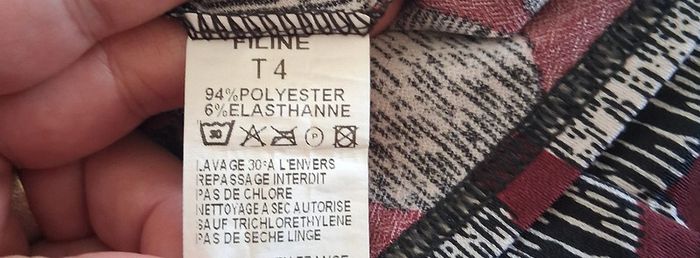 FILINE
T4
94%POLYESTER
6%ELASTHANNE
30 P
LAVAGE 30°A L'ENVERS
REPASSAGE INTERDIT
PAS DE CHLORE
NETTOYAGE A SEC AUTORISE
SAUF TRICHLORETHYLENE
PAS DE SECHE LINGE